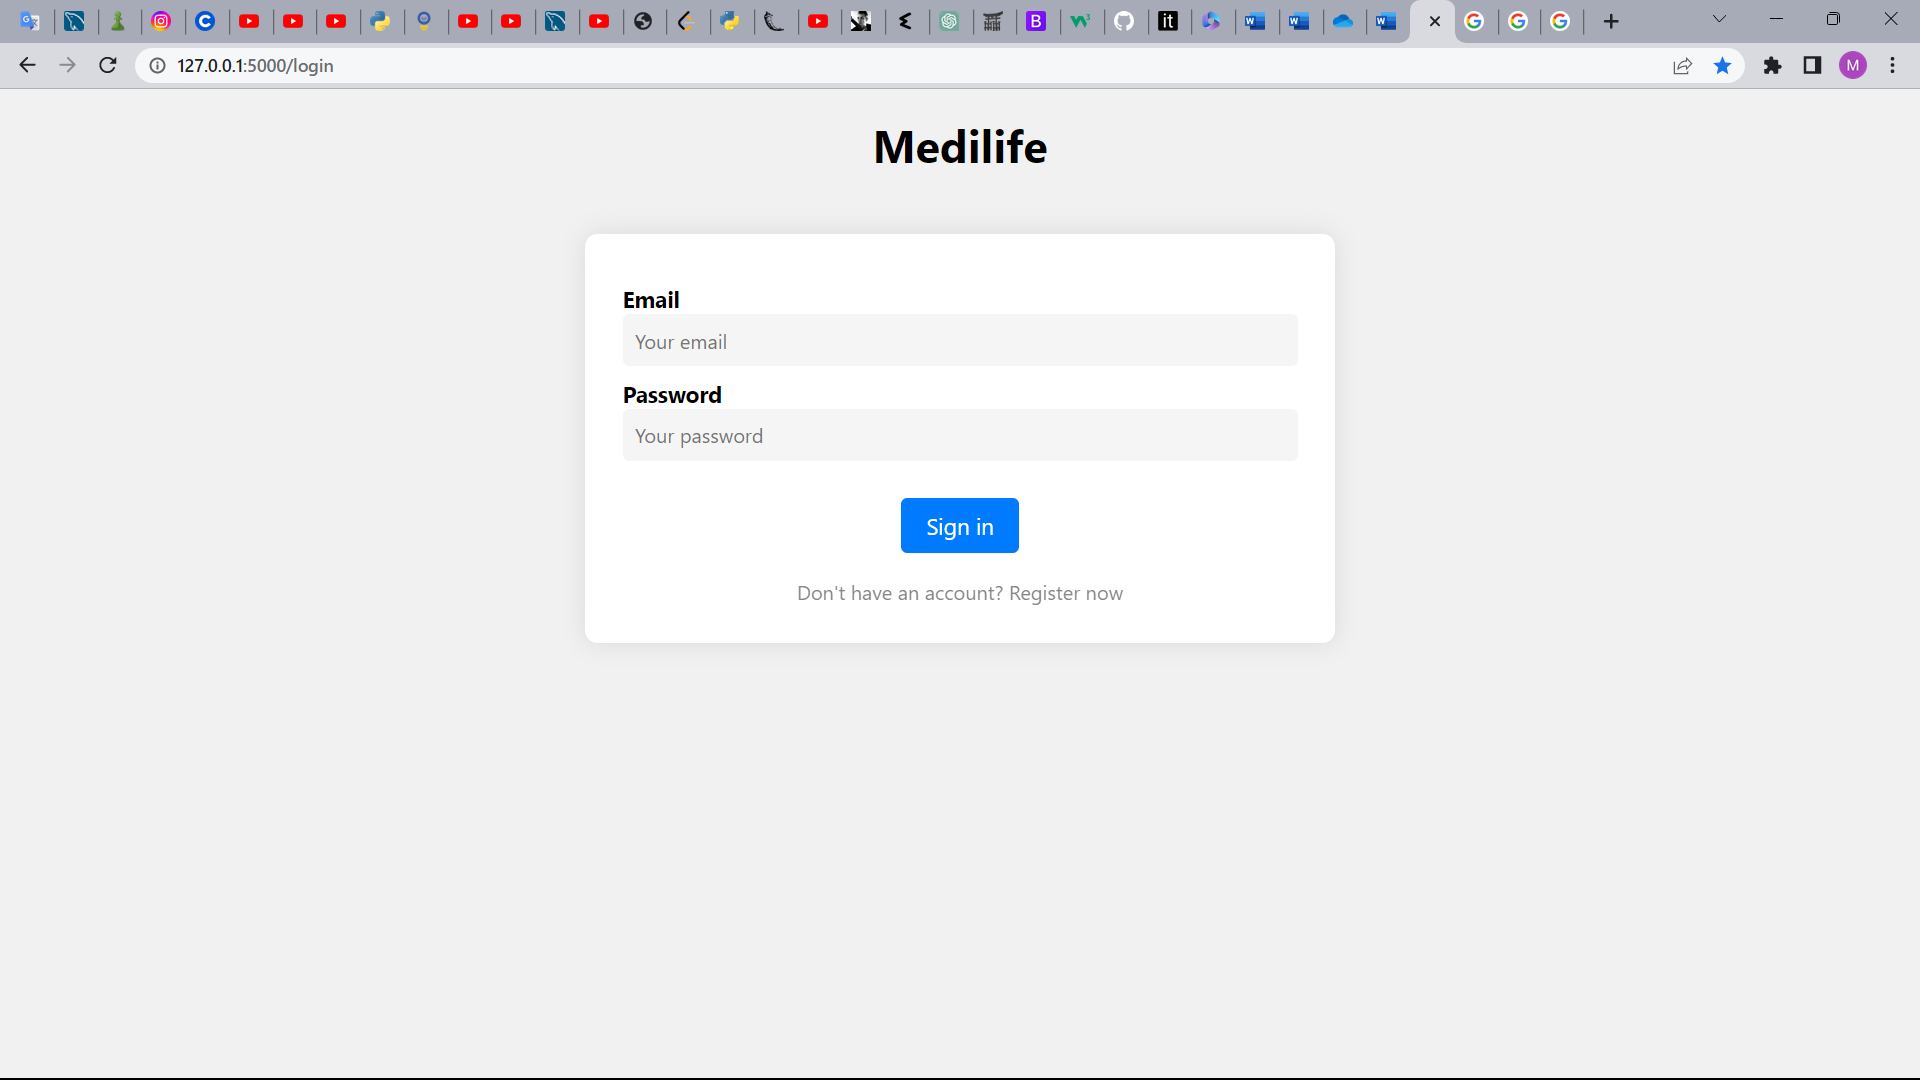 127.0.0.1:5000/login
M
Medilife
Email
Your email
Password
Your password
Sign in
Don't have an account? Register now